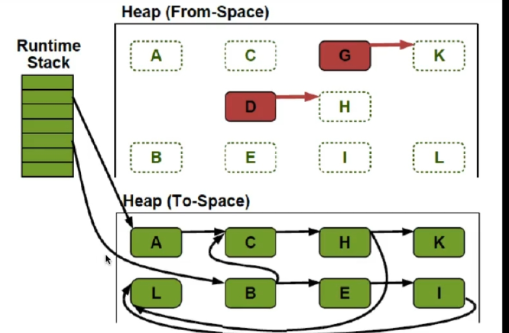 Heap (From-Space)
Runtime
Stack
A C G K
D H
B E I L
Heap (To-Space)
A C H K
L B E I